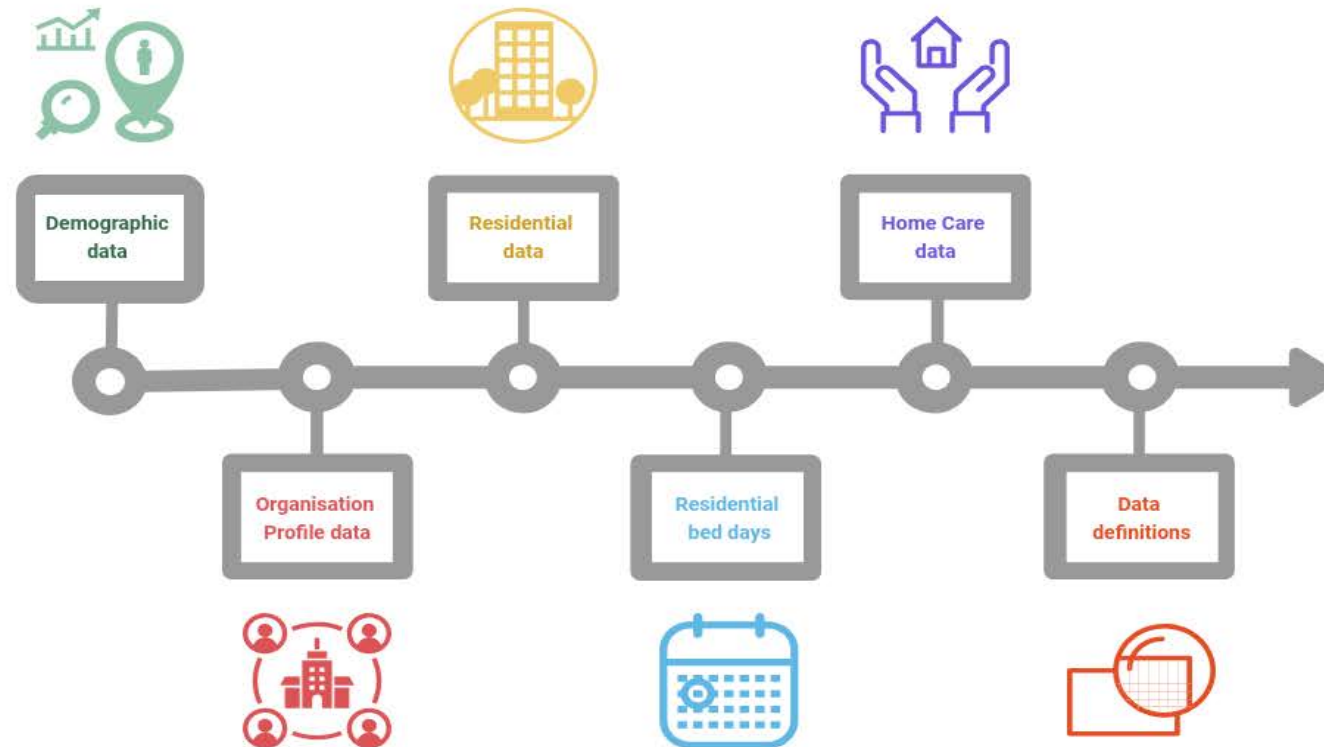 Demographic
data
Residential
data
Home Care
data
Organisation
Profile data
Residential
bed days
Data
definitions